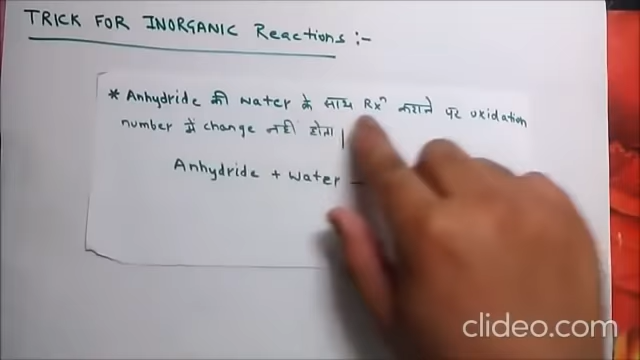 TRICK FOR INORGANIC Reactions :-
* Anhydride की water के साथ Rxⁿ कराने पर oxidation
number में change नहीं होता |
Anhydride + water –
clideo.com